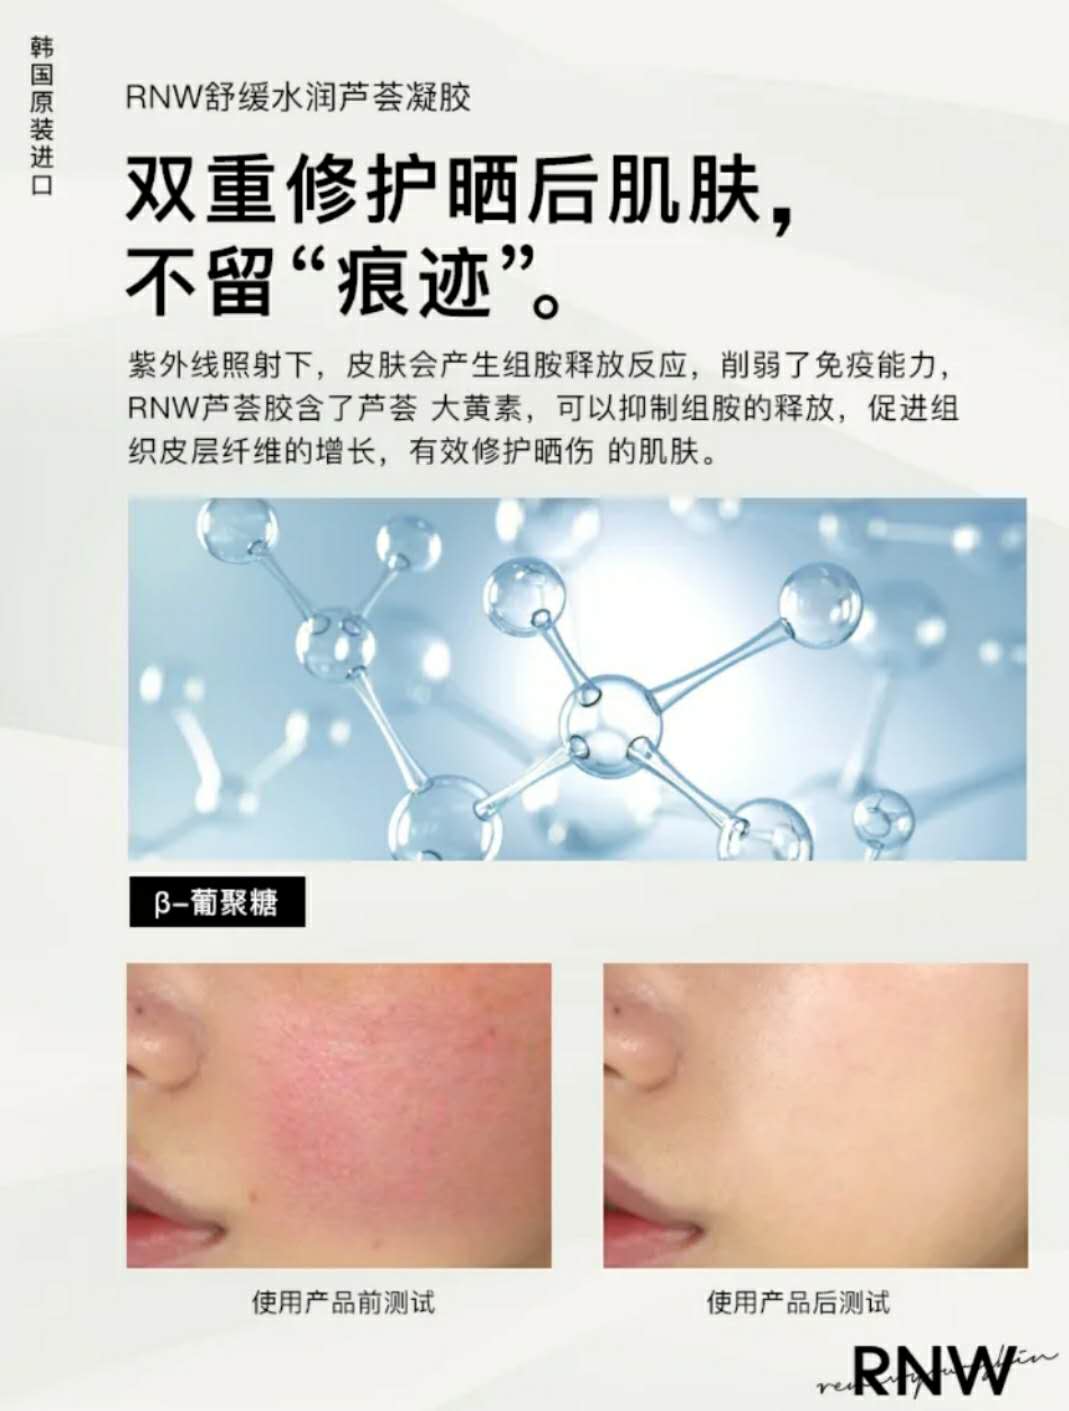 韩国原装进口
RNW舒缓水润芦荟凝胶
双重修护晒后肌肤，
不留“痕迹”。
紫外线照射下，皮肤会产生组胺释放反应，削弱了免疫能力，
RNW芦荟胶含了芦荟 大黄素，可以抑制组胺的释放，促进组
织皮层纤维的增长，有效修护晒伤 的肌肤。
β-葡聚糖
使用产品前测试
使用产品后测试
RNW